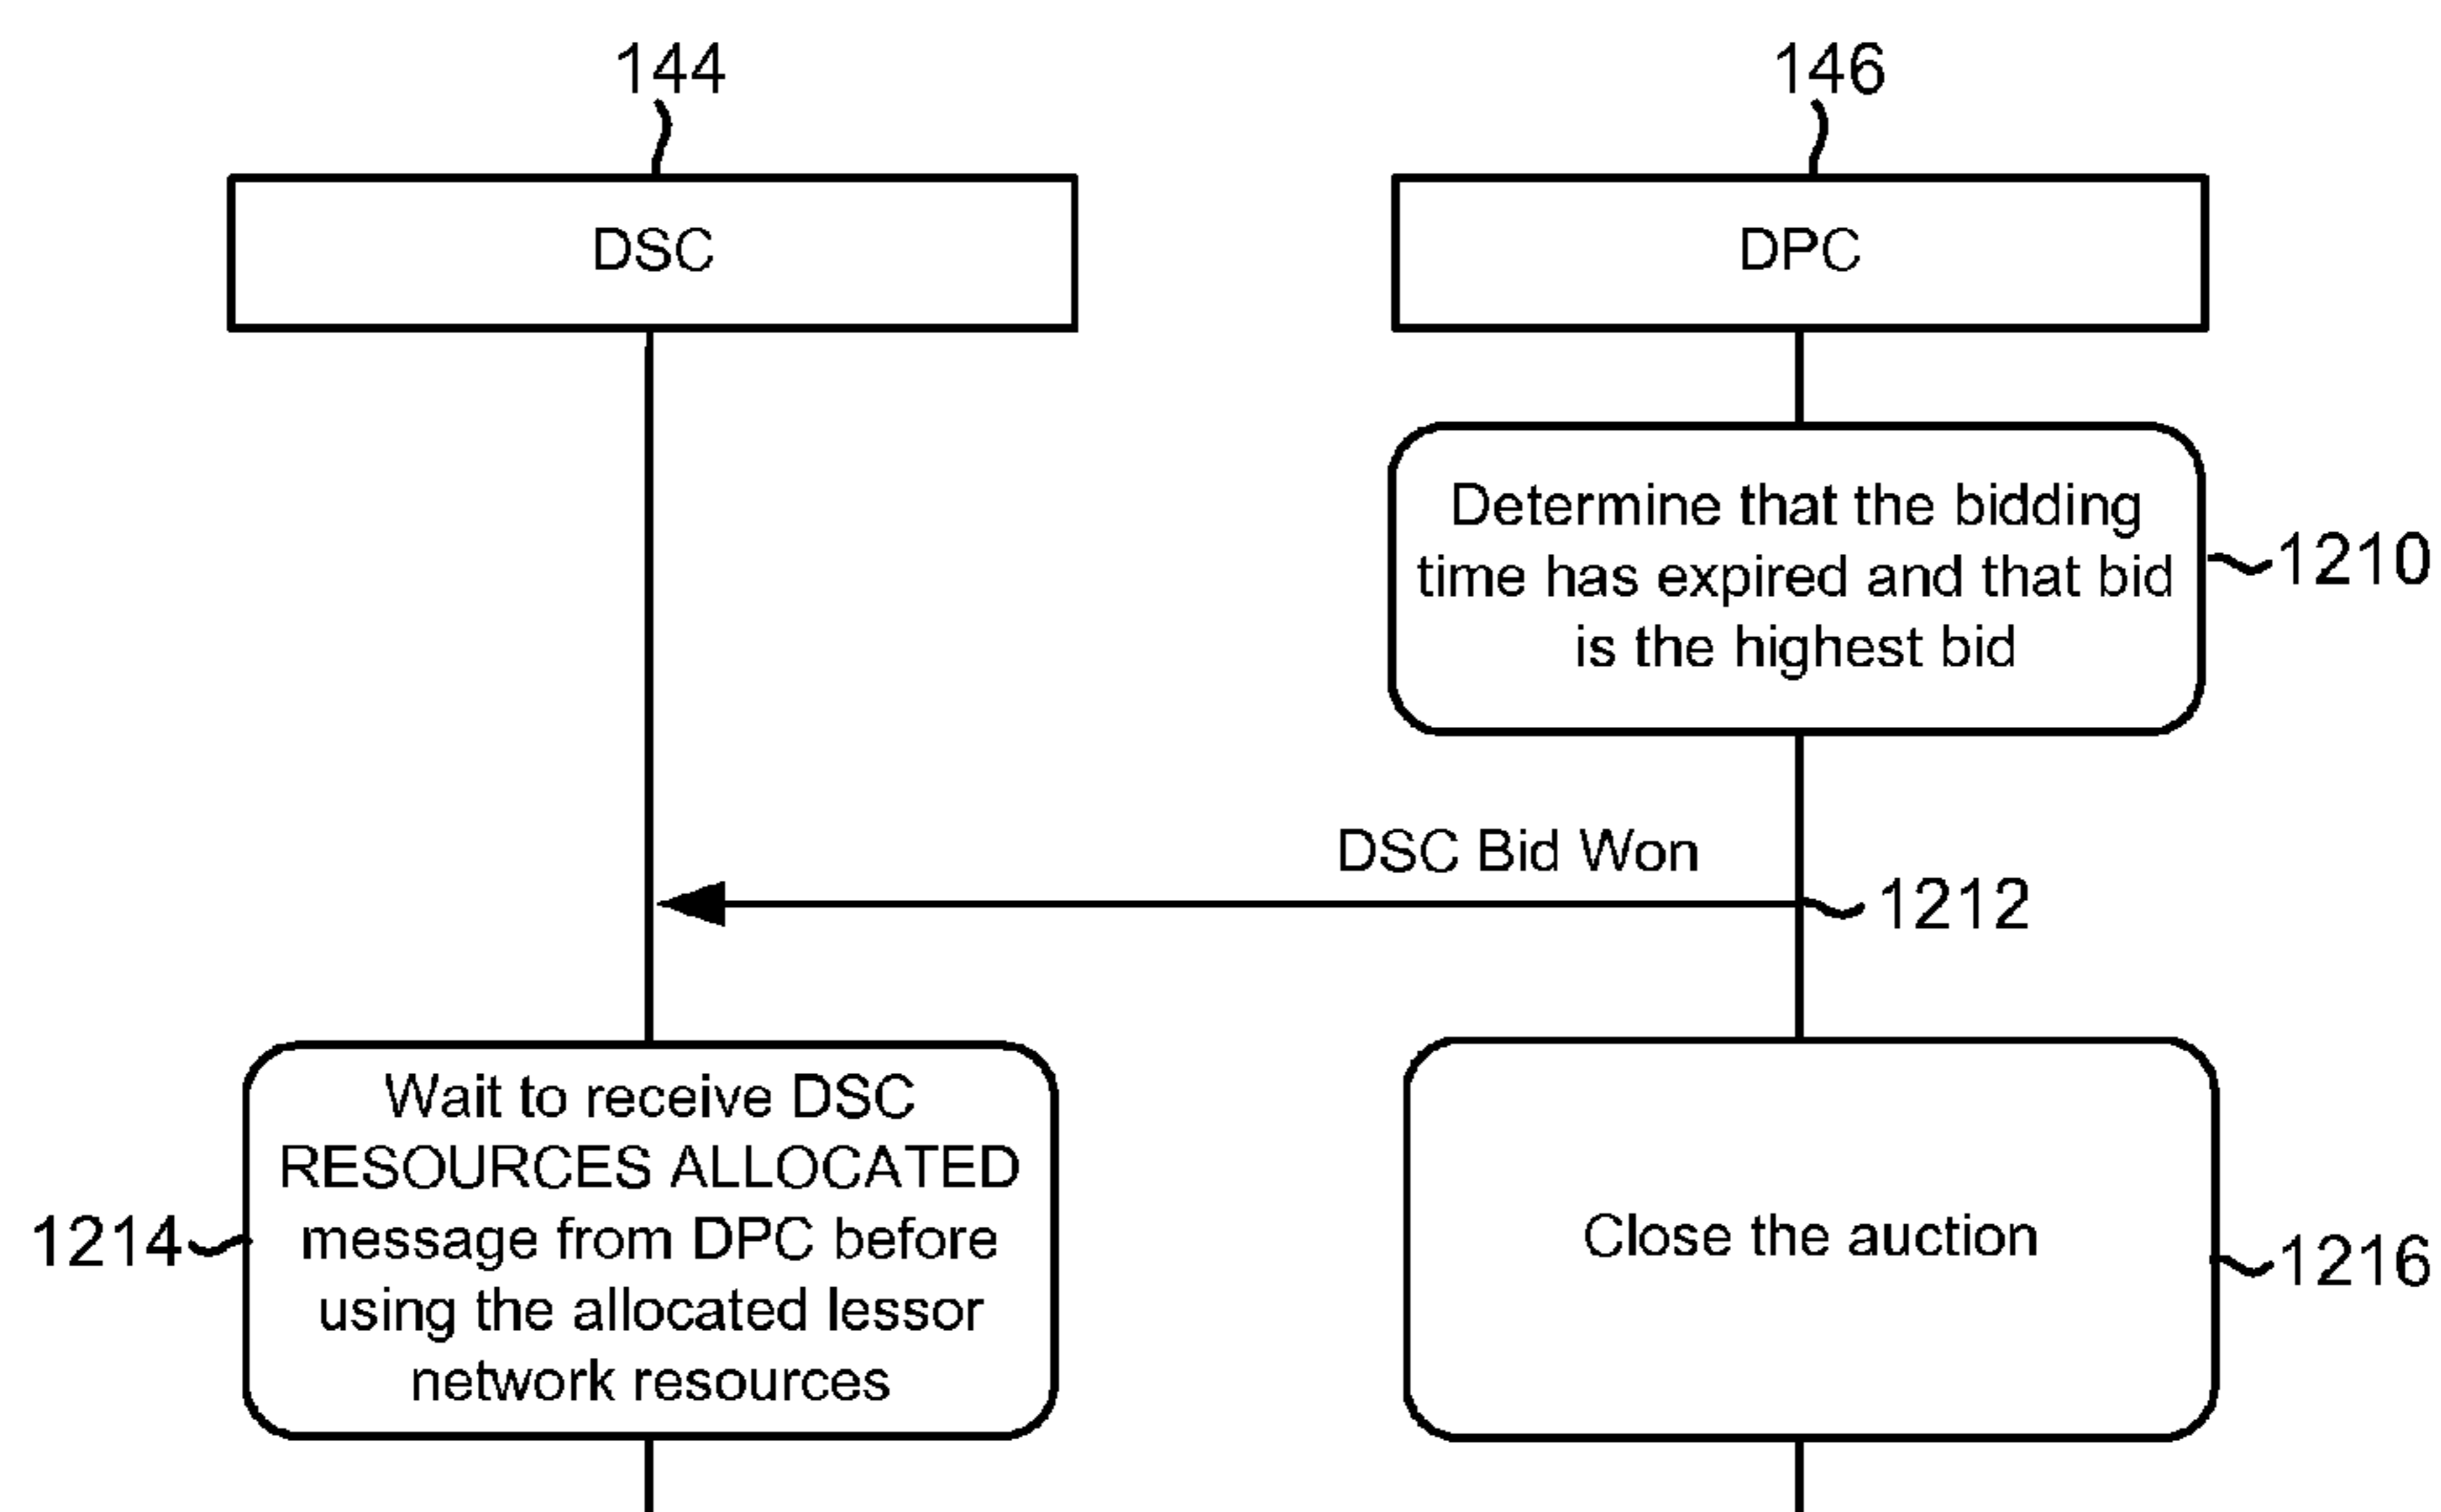 144
146
DSC
DPC
Determine that the bidding
time has expired and that bid
is the highest bid
1210
DSC Bid Won
1212
Wait to receive DSC
RESOURCES ALLOCATED
message from DPC before
using the allocated lessor
network resources
1214
Close the auction
1216